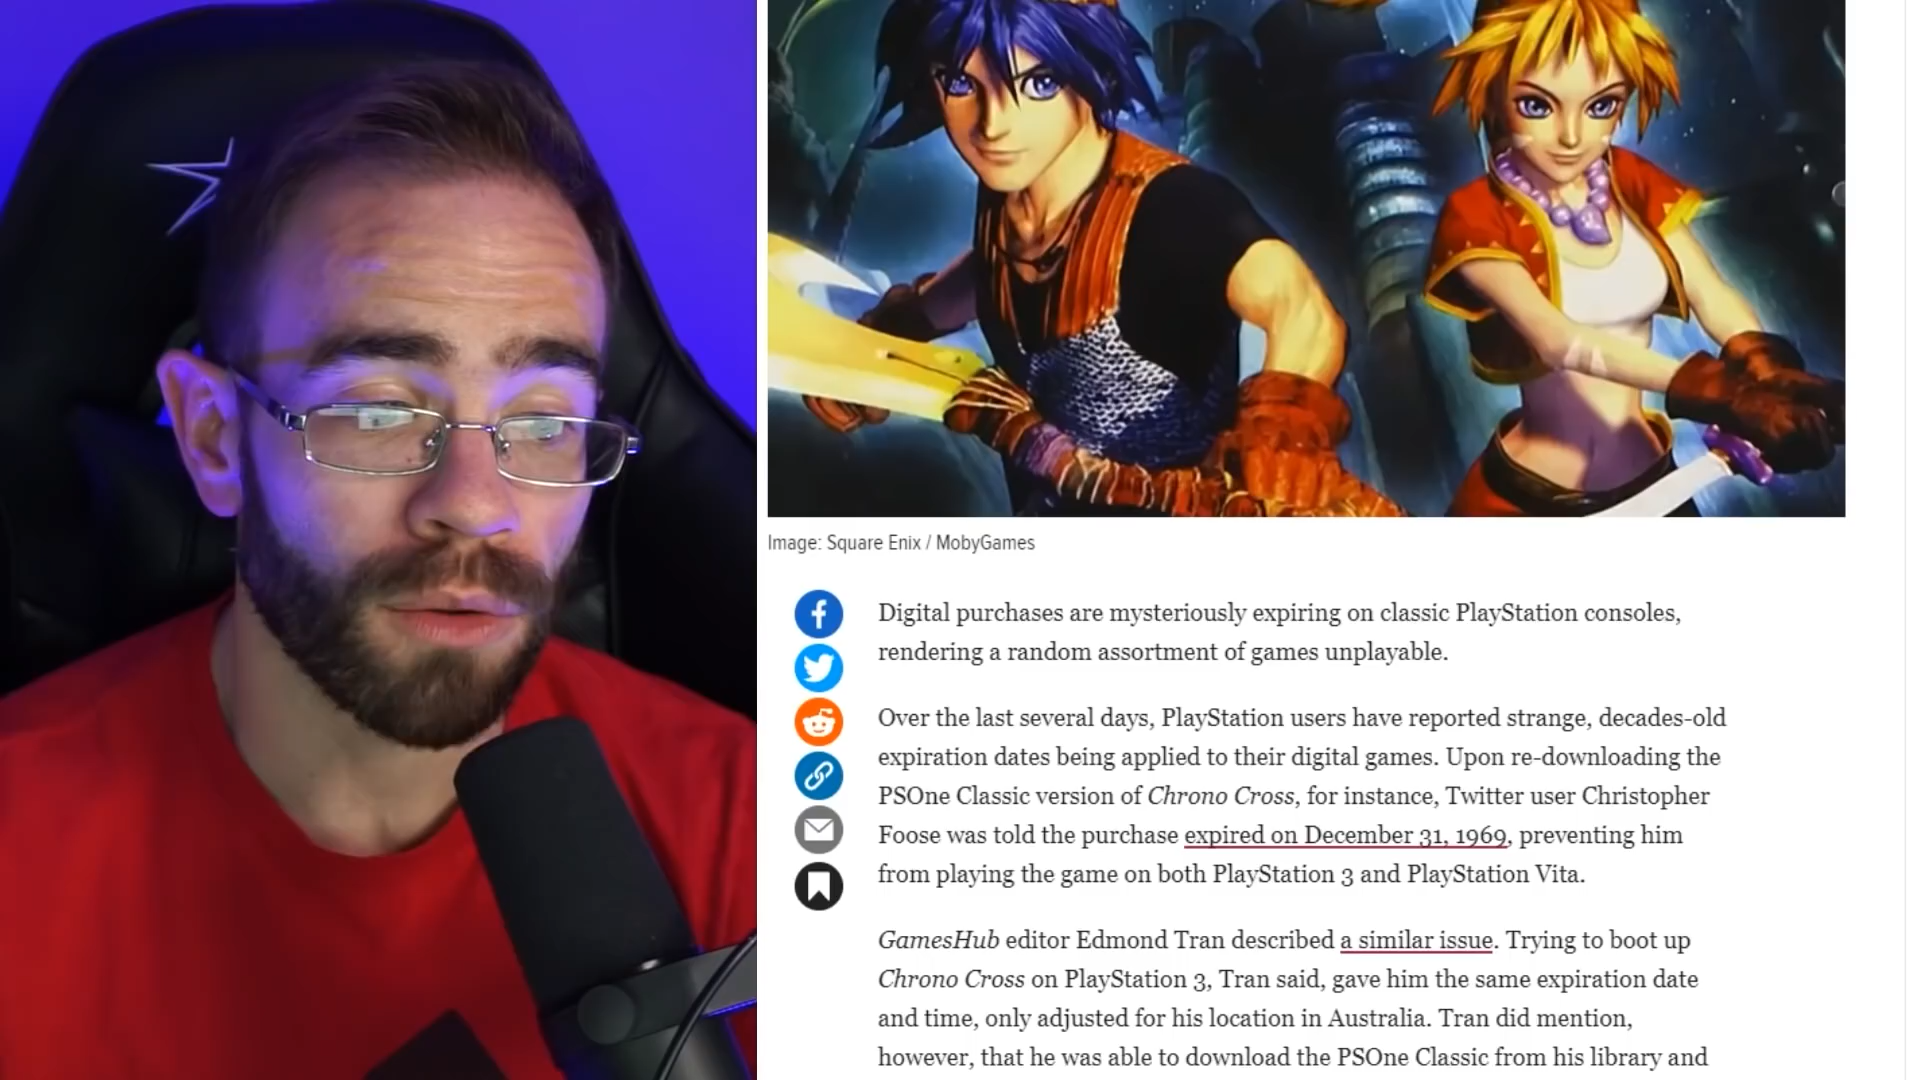 Image: Square Enix / MobyGames
Digital purchases are mysteriously expiring on classic PlayStation consoles,
rendering a random assortment of games unplayable.
Over the last several days, PlayStation users have reported strange, decades-old
expiration dates being applied to their digital games. Upon re-downloading the
PSOne Classic version of Chrono Cross, for instance, Twitter user Christopher
Foose was told the purchase expired on December 31, 1969, preventing him
from playing the game on both PlayStation 3 and PlayStation Vita.
GamesHub editor Edmond Tran described a similar issue. Trying to boot up
Chrono Cross on PlayStation 3, Tran said, gave him the same expiration date
and time, only adjusted for his location in Australia. Tran did mention,
however, that he was able to download the PSOne Classic from his library and